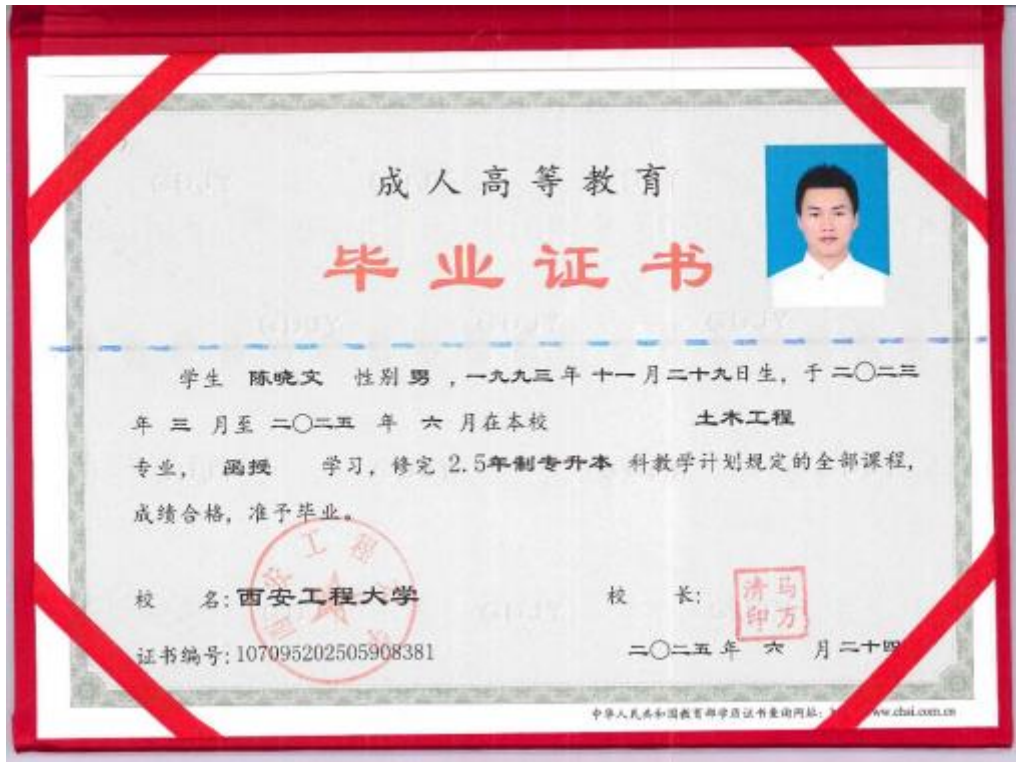 成人高等教育
毕业证书
学生 陈晓文 性别 男 ,一九九三年 十一月二十九日生, 于 二〇二三
年 三 月至 二〇二五 年 六 月在本校 土木工程
专业, 函授 学习, 修完 2.5年制专升本 科教学计划规定的全部课程,
成绩合格, 准予毕业。
校 名: 西安工程大学
校 长:
马方
清印
证书编号: 107095202505908381
二〇二五 年 六 月 二十四
中华人民共和国教育部学历证书查询网址: